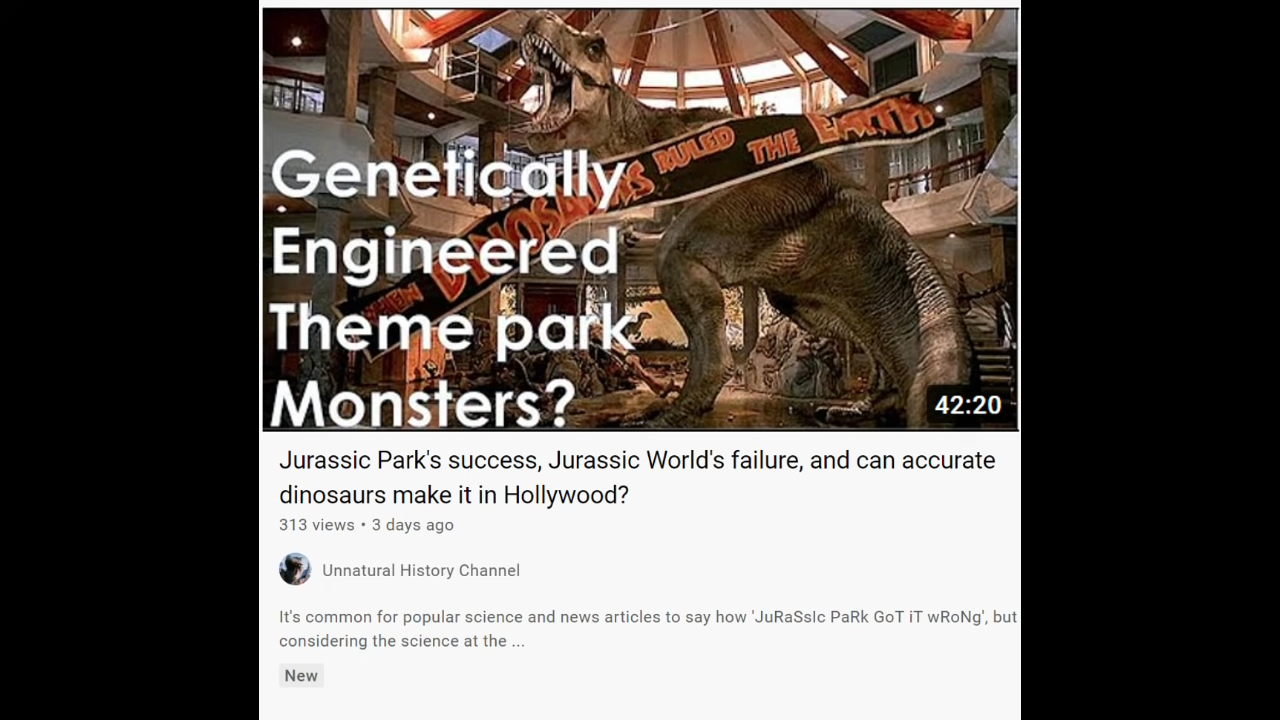 WHEN DINOSAURS RULED THE EARTH
Genetically
Engineered
Theme park
Monsters?
42:20
Jurassic Park's success, Jurassic World's failure, and can accurate
dinosaurs make it in Hollywood?
313 views • 3 days ago
Unnatural History Channel
It's common for popular science and news articles to say how 'JuRaSsIc PaRk GoT iT wRoNg', but
considering the science at the ...
New